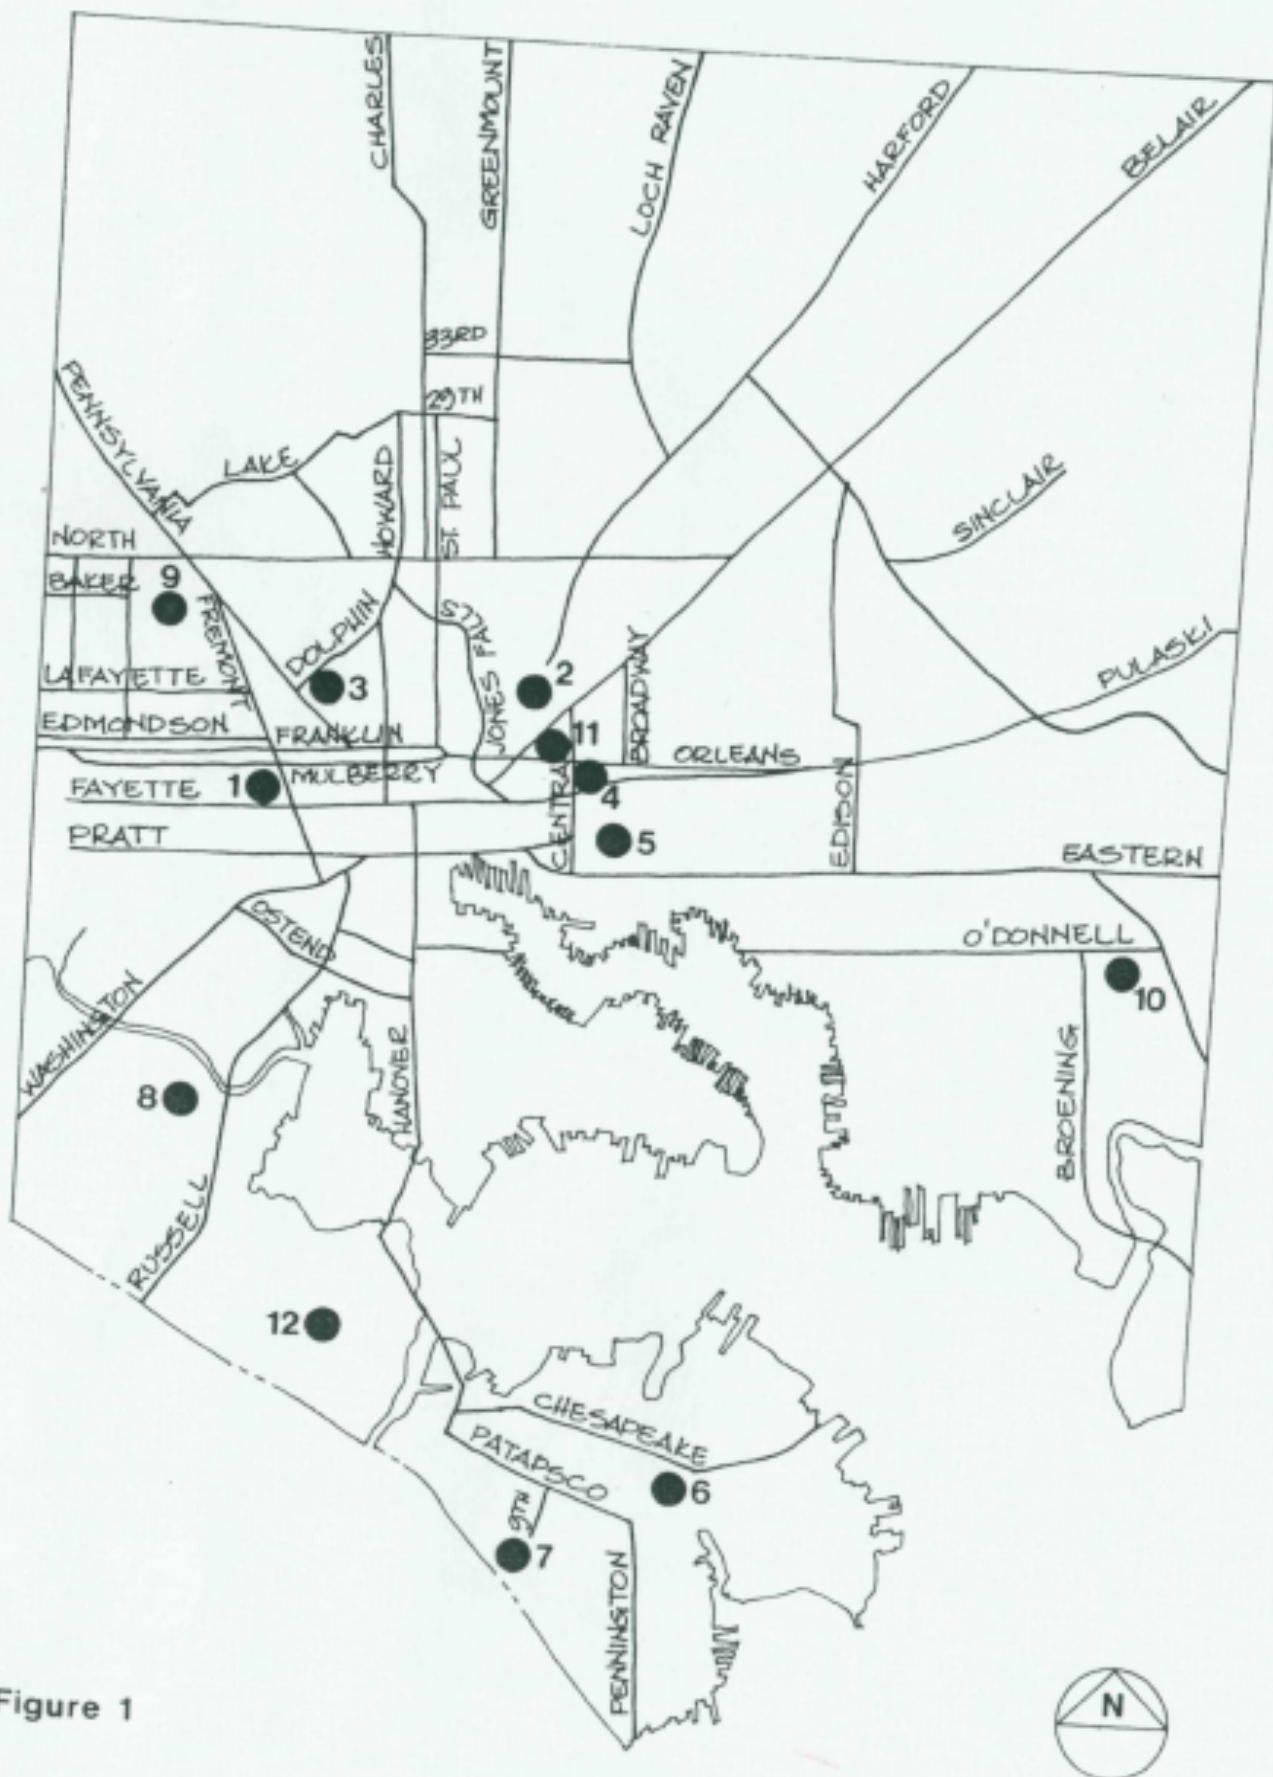 CHARLES
GREENMOUNT
LOCH RAVEN
HARFORD
BELAIR
33RD
29TH
PENNSYLVANIA
LAKE
HOWARD
ST. PAUL
SINCLAIR
NORTH
BAKER
9
FREMONT
DOLPHIN
JONES FALLS
BROADWAY
PULASKI
LAFAYETTE
3
2
EDMONDSON
FRANKLIN
11
ORLEANS
MULBERRY
FAYETTE
1
4
CENTRAL
EDISON
PRATT
5
EASTERN
OSTEND
O'DONNELL
WASHINGTON
10
HANOVER
BROENING
8
RUSSELL
12
CHESAPEAKE
PATAPSCO
6
9TH
7
PENNINGTON
Figure 1
N